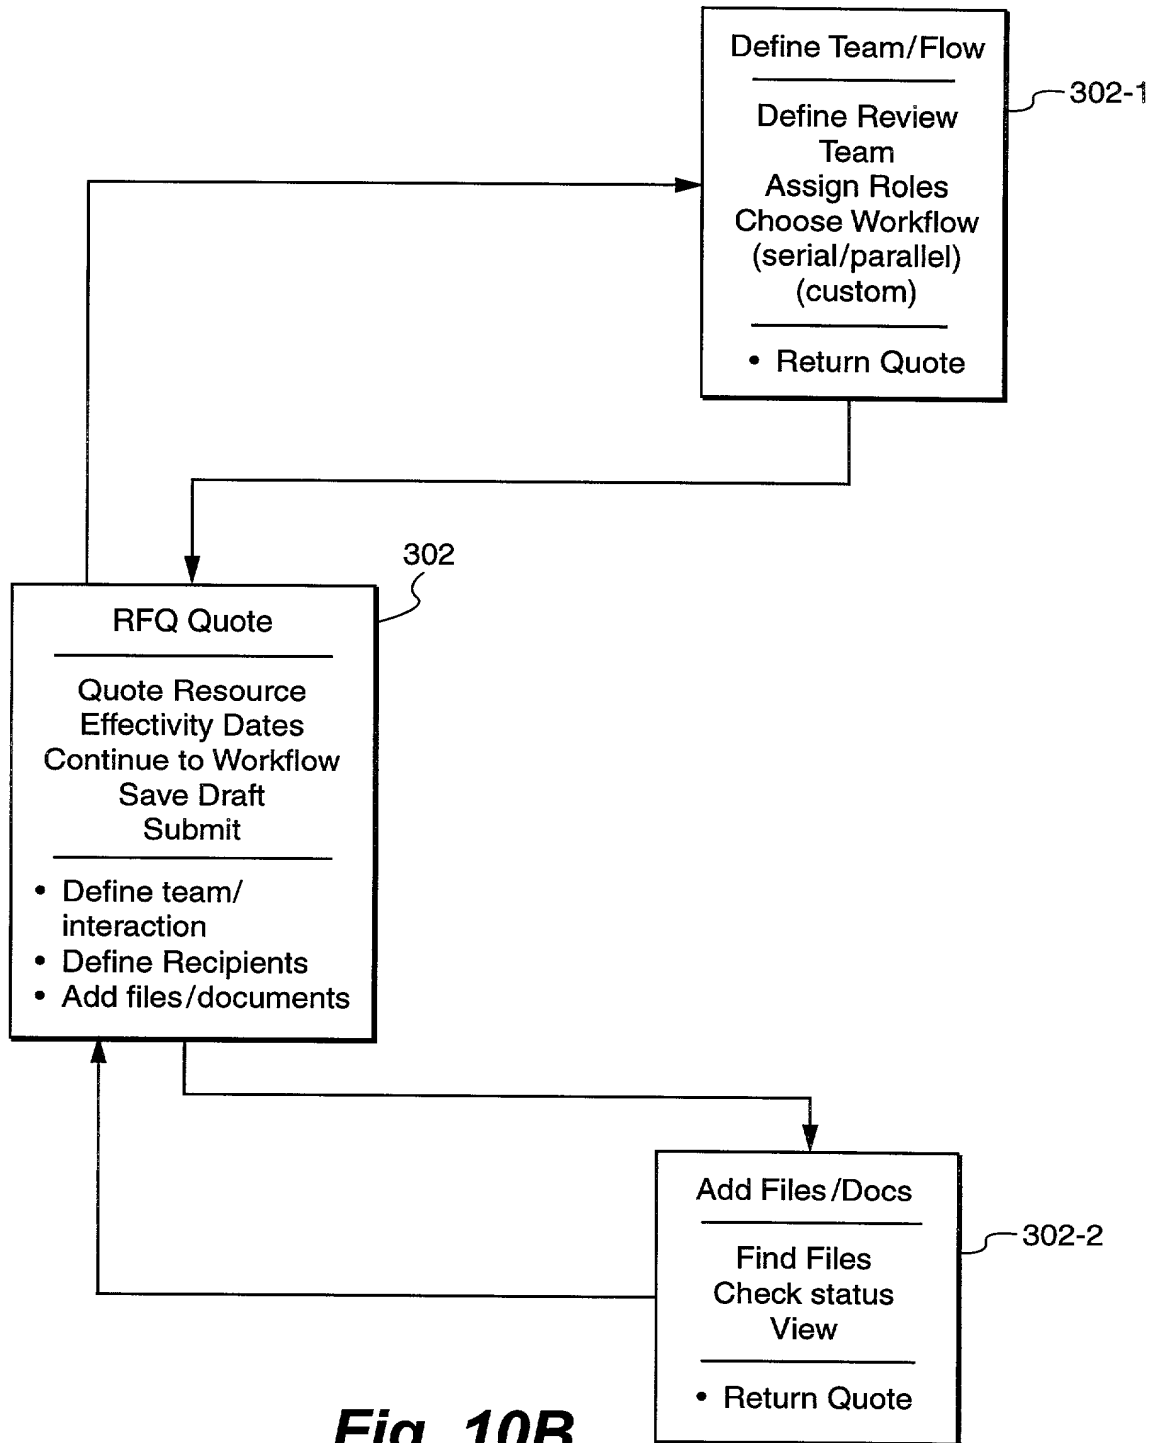 Define Team/Flow
302-1
Define Review
Team
Assign Roles
Choose Workflow
(serial/parallel)
(custom)
• Return Quote
302
RFQ Quote
Quote Resource
Effectivity Dates
Continue to Workflow
Save Draft
Submit
• Define team/
interaction
• Define Recipients
• Add files/documents
Add Files/Docs
302-2
Find Files
Check status
View
• Return Quote
Fig. 10B